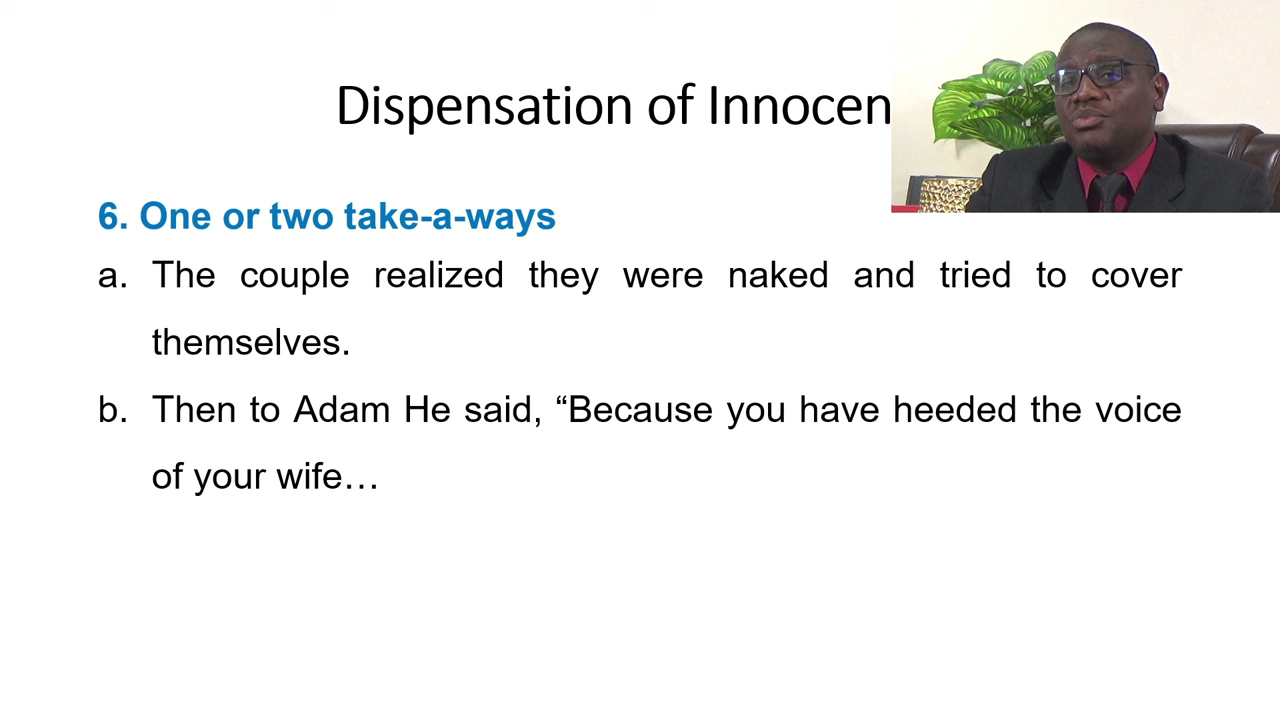 Dispensation of Innocen
6. One or two take-a-ways
a. The couple realized they were naked and tried to cover
themselves.
b. Then to Adam He said, “Because you have heeded the voice
of your wife…